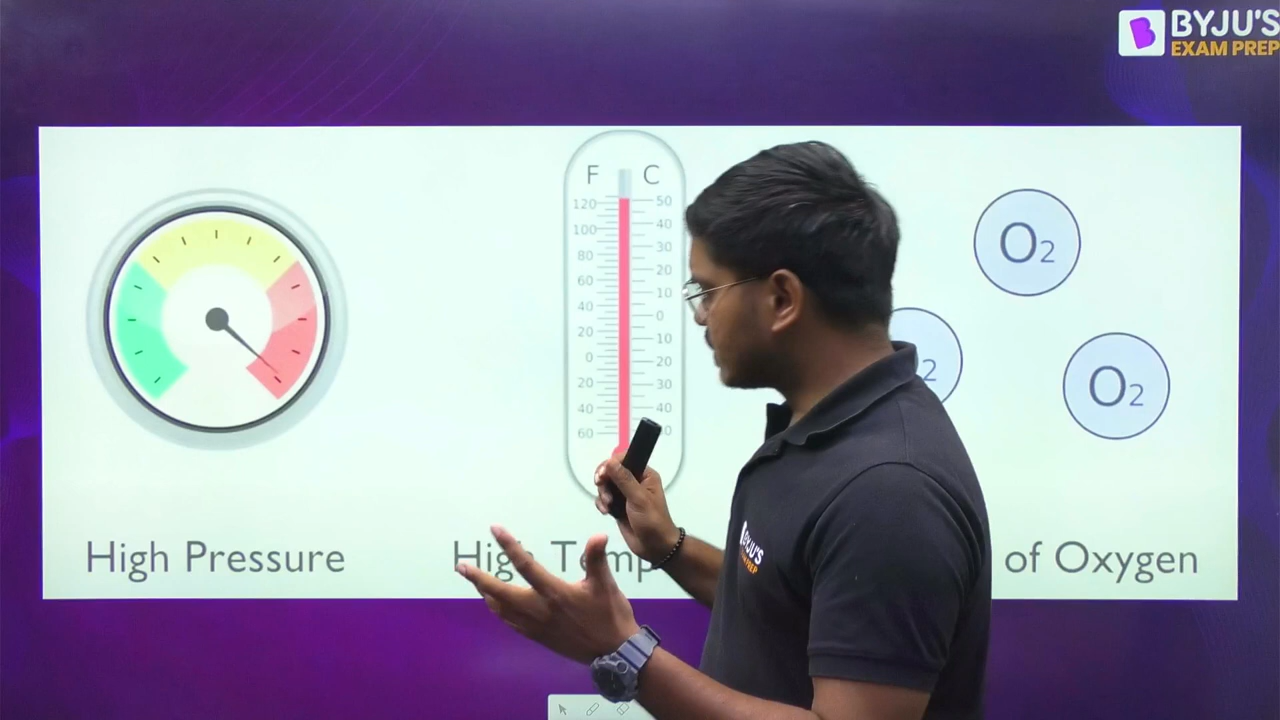 BYJU'S
EXAM PREP
F C
120 50
100 40
80 30
60 20
40 10
20 0
0 10
20 20
40 30
60 40
O2
O2
2
High Pressure
High Temp
of Oxygen
BYJU'S